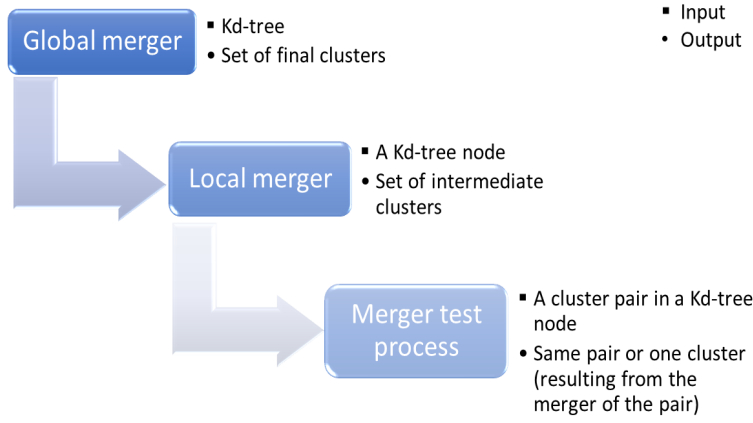 Global merger
▪ Kd-tree
• Set of final clusters
▪ Input
• Output
Local merger
▪ A Kd-tree node
• Set of intermediate
clusters
Merger test
process
▪ A cluster pair in a Kd-tree
node
• Same pair or one cluster
(resulting from the
merger of the pair)